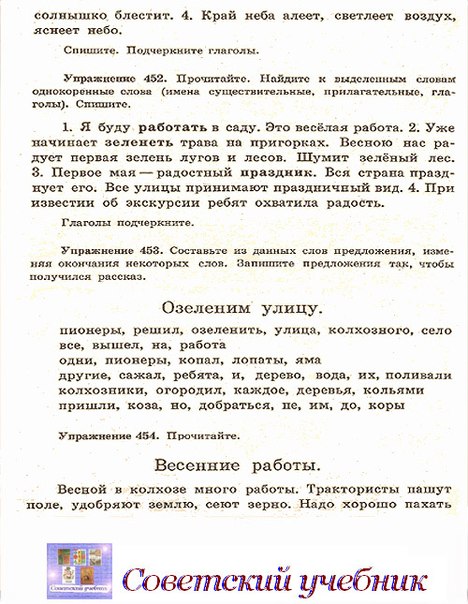 солнышко блестит. 4. Край неба алеет, светлеет воздух,
яснеет небо.
Спишите. Подчеркните глаголы.
Упражнение 452. Прочитайте. Найдите к выделенным словам
однокоренные слова (имена существительные, прилагательные, гла-
голы). Спишите.
1. Я буду работать в саду. Это весёлая работа. 2. Уже
начинает зеленеть трава на пригорках. Весною нас ра-
дует первая зелень лугов и лесов. Шумит зелёный лес.
3. Первое мая — радостный праздник. Вся страна празд-
нует его. Все улицы принимают праздничный вид. 4. При
известии об экскурсии ребят охватила радость.
Глаголы подчеркните.
Упражнение 453. Составьте из данных слов предложения, изме-
няя окончания некоторых слов. Запишите предложения так, чтобы
получился рассказ.
Озеленим улицу.
пионеры, решил, озеленить, улица, колхозного, село
все, вышел, на, работа
одни, пионеры, копал, лопаты, яма
другие, сажал, ребята, и, дерево, вода, их, поливали
колхозники, огородил, каждое, деревья, кольями
пришли, коза, но, добраться, не, им, до, коры
Упражнение 454. Прочитайте.
Весенние работы.
Весной в колхозе много работы. Трактористы пашут
поле, удобряют землю, сеют зерно. Надо хорошо пахать
Советский учебник
Советский учебник